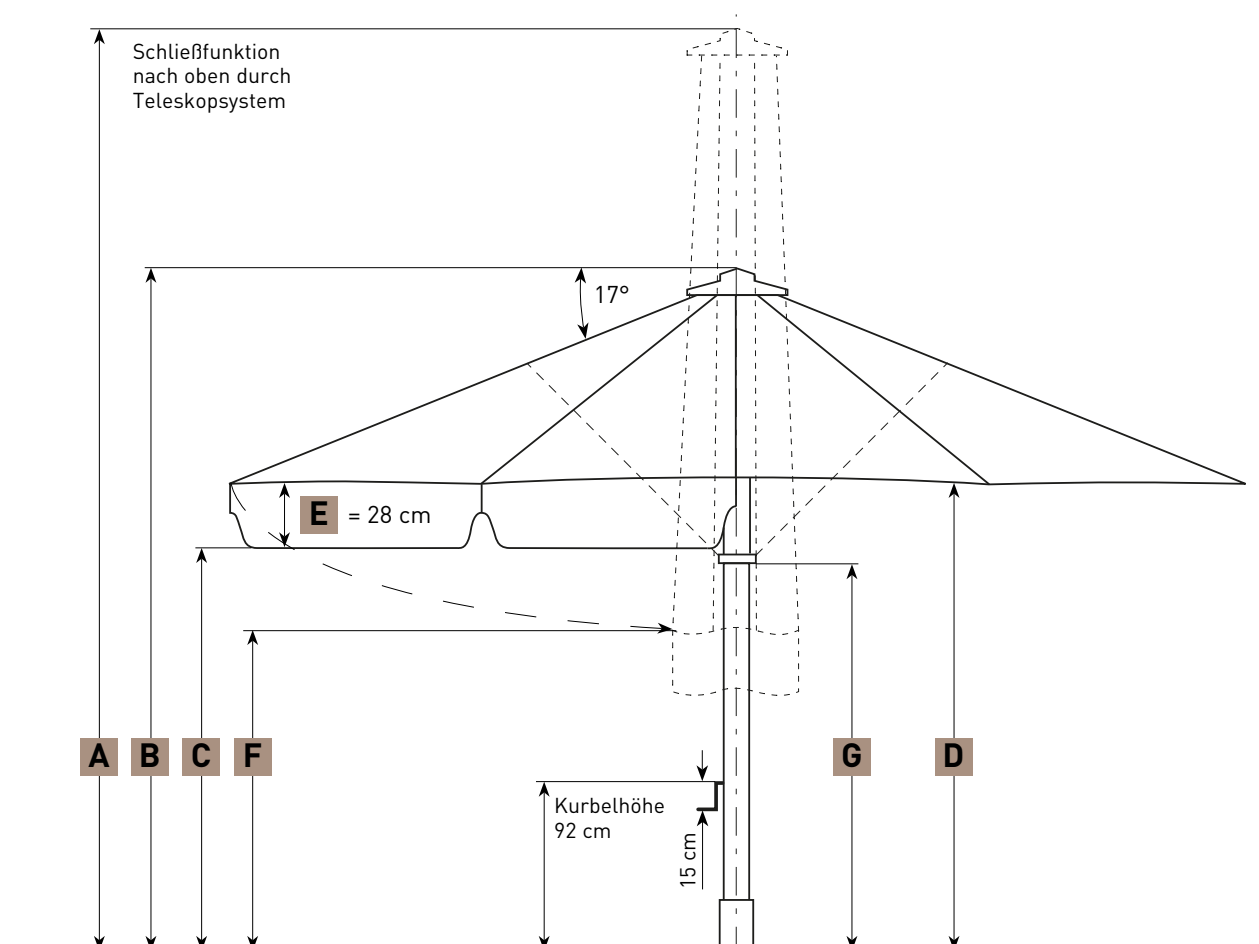 Schließfunktion
nach oben durch
Teleskopsystem
17°
E = 28 cm
A
B
C
F
G
D
Kurbelhöhe
92 cm
15 cm